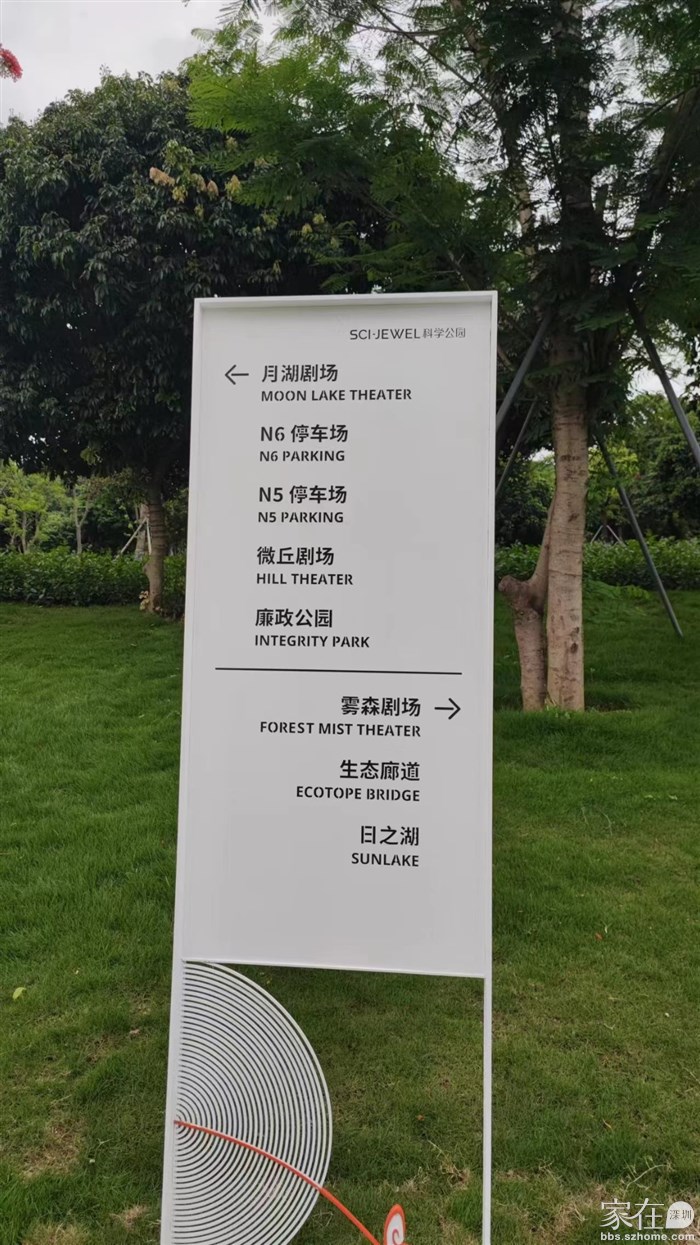 SCI-JEWEL 科学公园
← 月湖剧场
MOON LAKE THEATER
N6 停车场
N6 PARKING
N5 停车场
N5 PARKING
微丘剧场
HILL THEATER
廉政公园
INTEGRITY PARK
雾森剧场 →
FOREST MIST THEATER
生态廊道
ECOTOPE BRIDGE
日之湖
SUNLAKE
家在 深圳
bbs.szhome.com